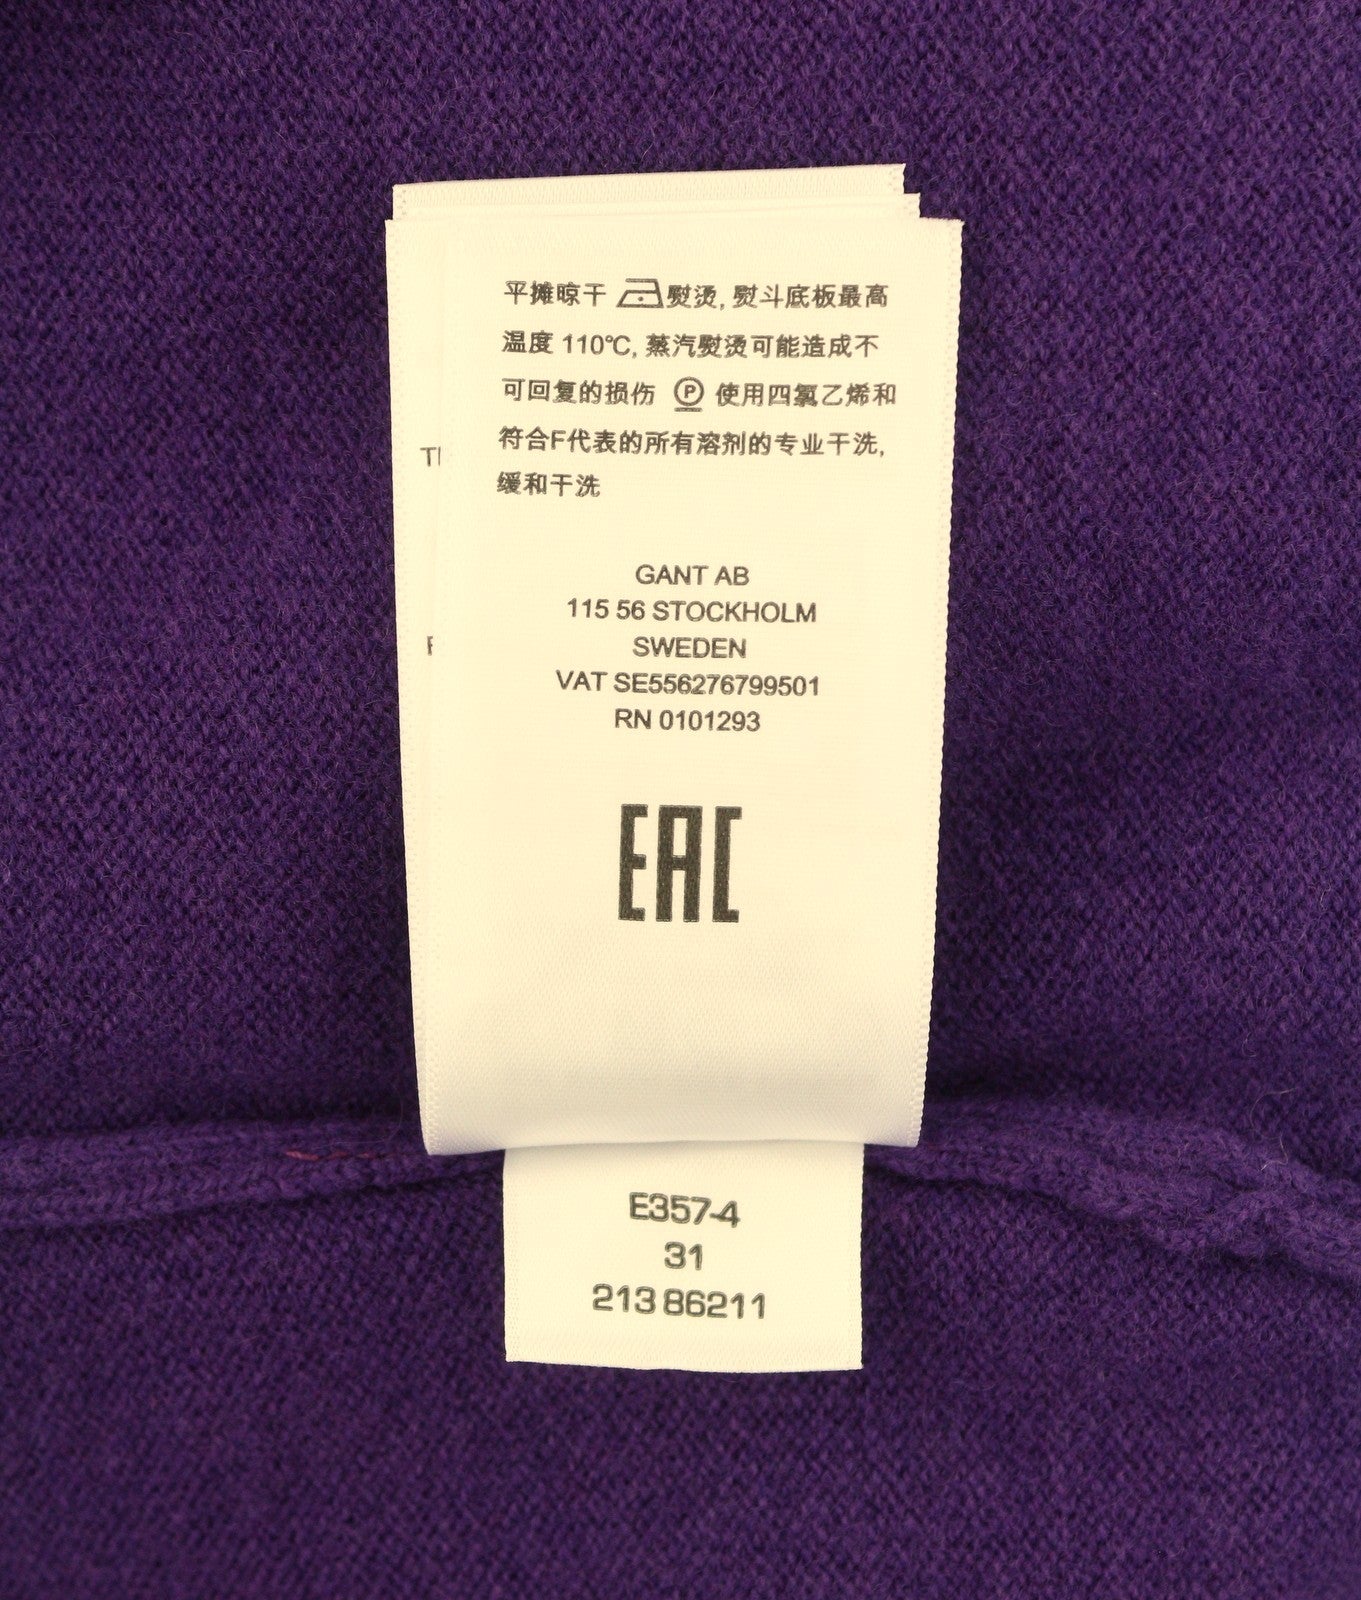 平摊晾干 熨烫, 熨斗底板最高
温度 110℃, 蒸汽熨烫可能造成不
可回复的损伤 Ⓟ 使用四氯乙烯和
符合F代表的所有溶剂的专业干洗,
缓和干洗
GANT AB
115 56 STOCKHOLM
SWEDEN
VAT SE556276799501
RN 0101293
EAC
E357-4
31
213 86211